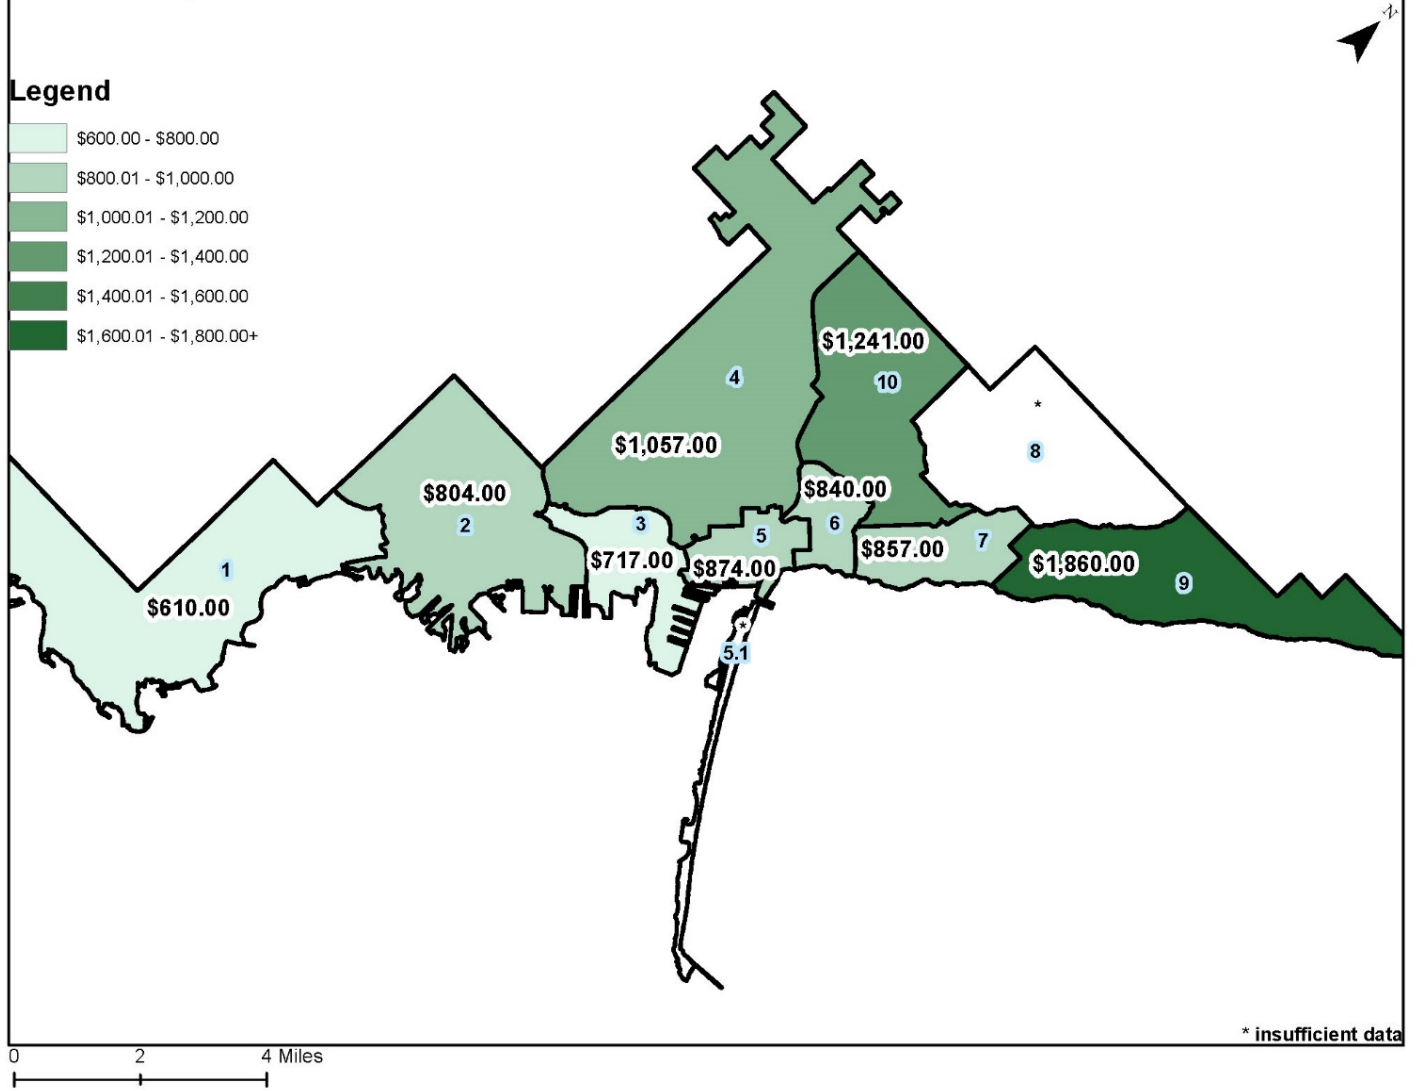 N
Legend
$600.00 - $800.00
$800.01 - $1,000.00
$1,000.01 - $1,200.00
$1,200.01 - $1,400.00
$1,400.01 - $1,600.00
$1,600.01 - $1,800.00+
$1,241.00
4
10
*
$1,057.00
8
$804.00
$840.00
2
3
5
6
7
$717.00
$874.00
$857.00
$1,860.00
1
9
$610.00
*
5.1
* insufficient data
0 2 4 Miles